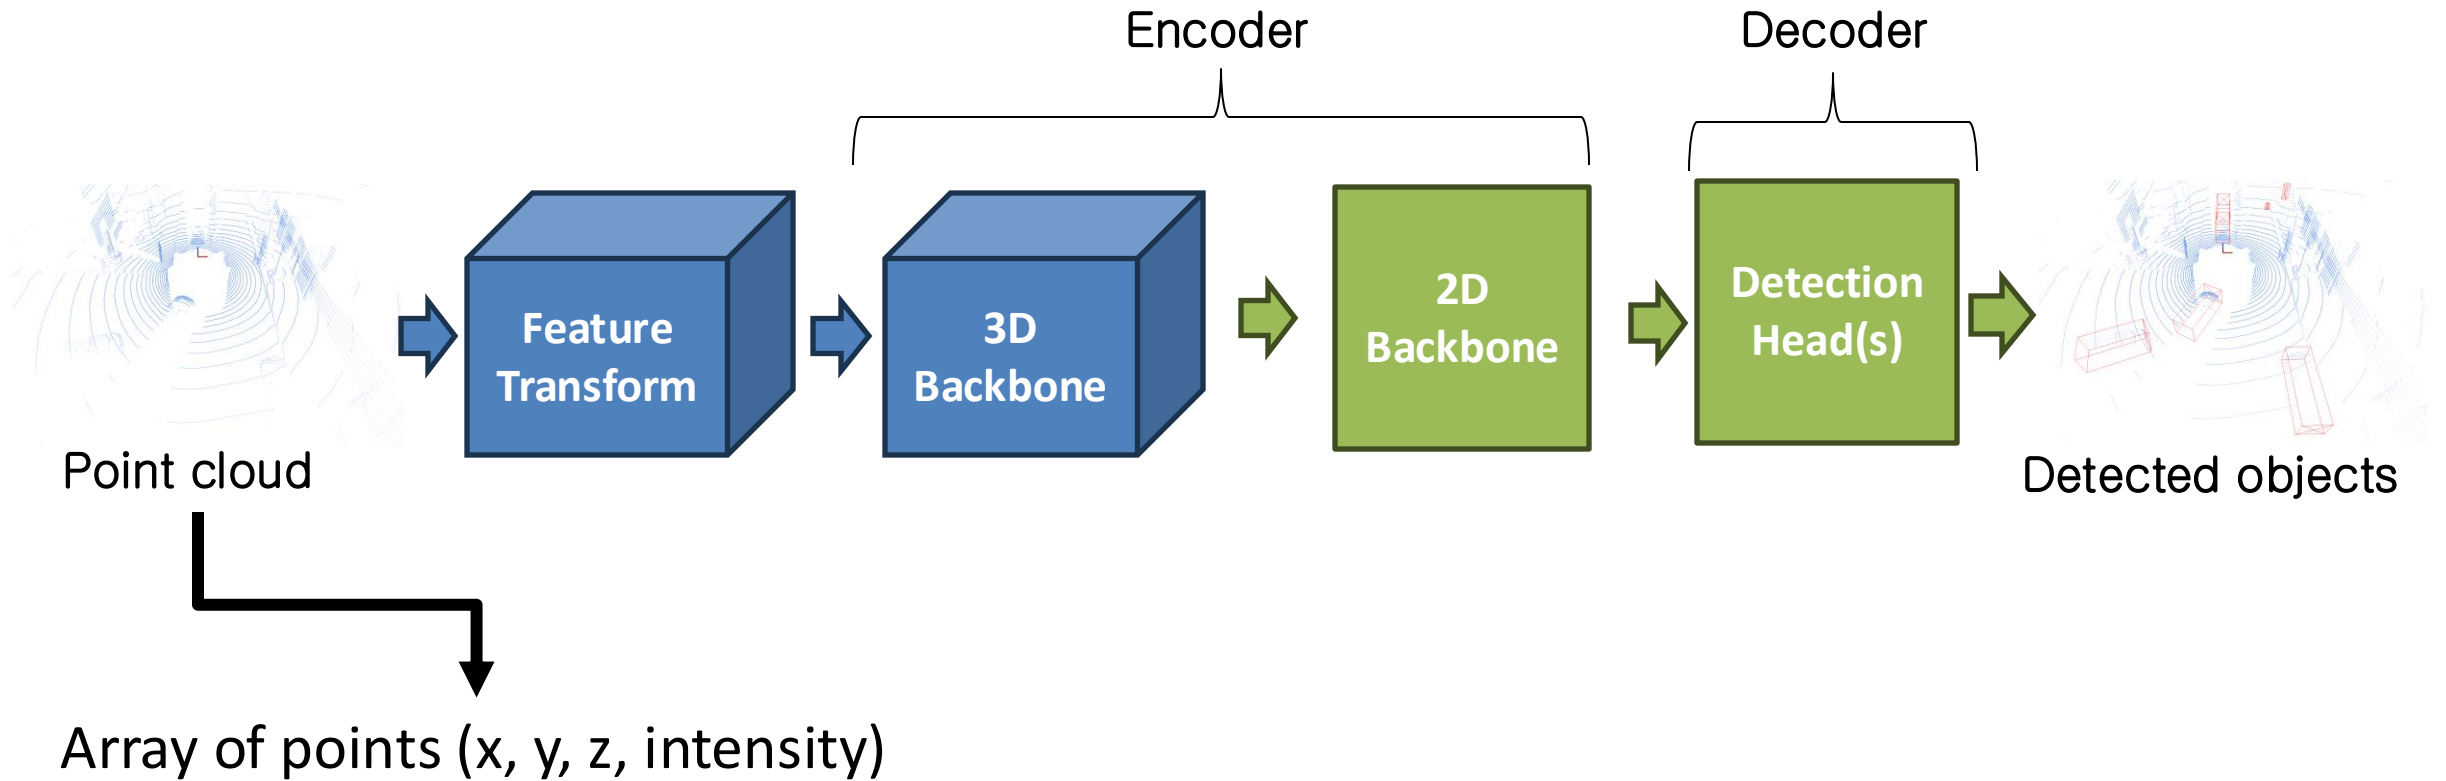 Encoder
Decoder
Feature
Transform
3D
Backbone
2D
Backbone
Detection
Head(s)
Point cloud
Detected objects
Array of points (x, y, z, intensity)